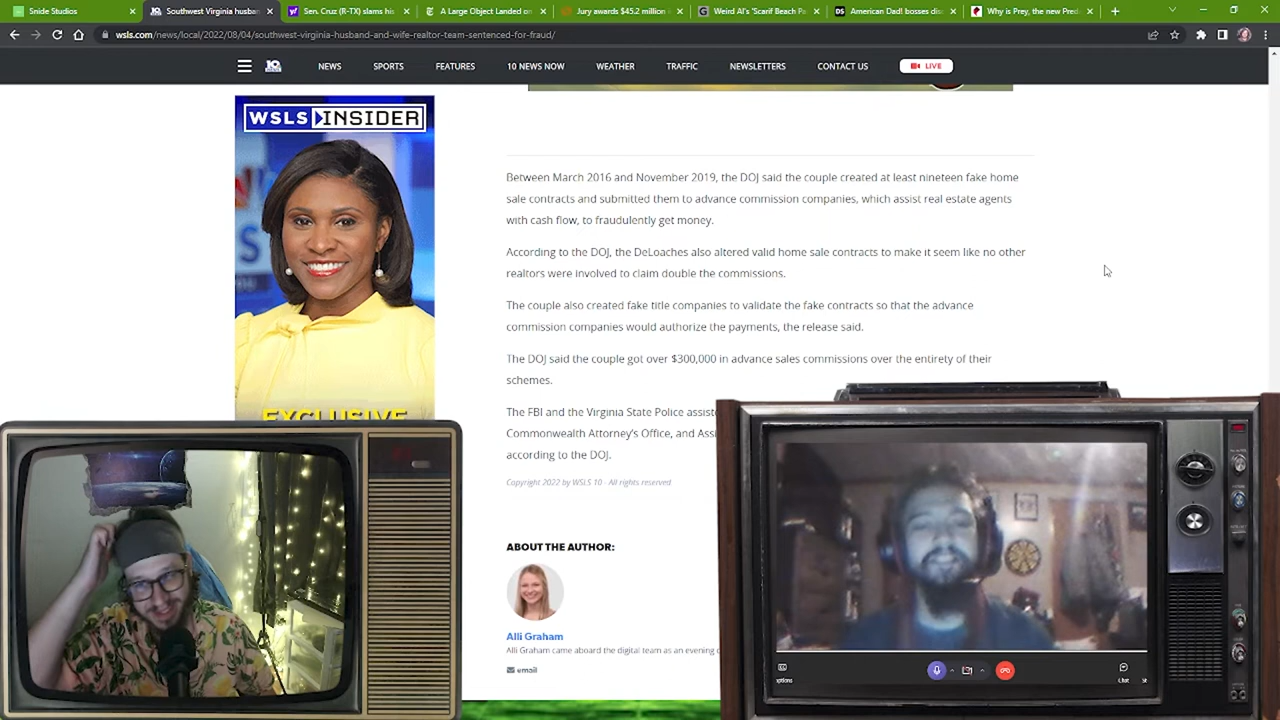 Snide Studios
Southwest Virginia husban
Sen. Cruz (R-TX) slams his
A Large Object Landed on
Jury awards $45.2 million i
Weird Al's 'Scarif Beach Pa
American Dad! bosses dis
Why is Prey, the new Pred
wsls.com/news/local/2022/08/04/southwest-virginia-husband-and-wife-realtor-team-sentenced-for-fraud/
10
NEWS
SPORTS
FEATURES
10 NEWS NOW
WEATHER
TRAFFIC
NEWSLETTERS
CONTACT US
LIVE
WSLS INSIDER
EXCLUSIVE
Between March 2016 and November 2019, the DOJ said the couple created at least nineteen fake home
sale contracts and submitted them to advance commission companies, which assist real estate agents
with cash flow, to fraudulently get money.
According to the DOJ, the DeLoaches also altered valid home sale contracts to make it seem like no other
realtors were involved to claim double the commissions.
The couple also created fake title companies to validate the fake contracts so that the advance
commission companies would authorize the payments, the release said.
The DOJ said the couple got over $300,000 in advance sales commissions over the entirety of their
schemes.
The FBI and the Virginia State Police assist
Commonwealth Attorney's Office, and Assi
according to the DOJ.
Copyright 2022 by WSLS 10 - All rights reserved
ABOUT THE AUTHOR:
Alli Graham
Alli Graham came aboard the digital team as an evening
email
ptions
Chat